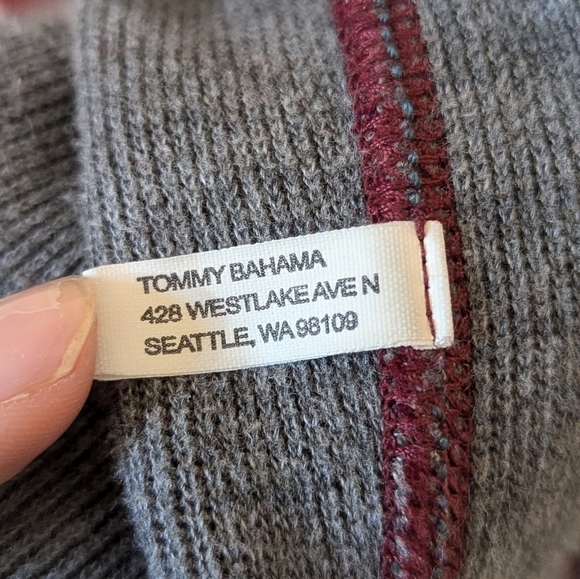 TOMMY BAHAMA
428 WESTLAKE AVE N
SEATTLE, WA 98109